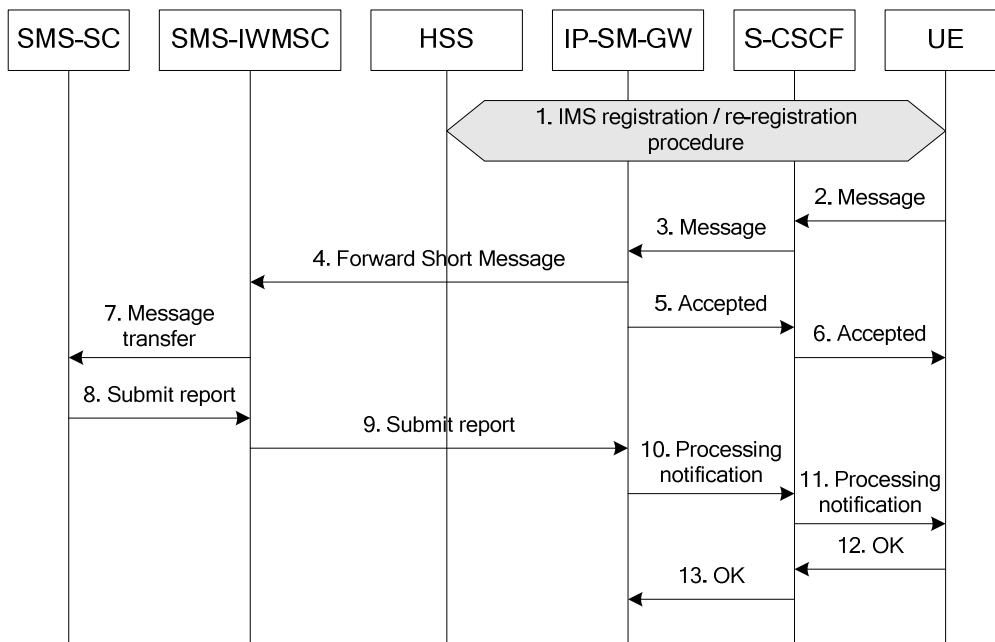 SMS-SC
SMS-IWMSC
HSS
IP-SM-GW
S-CSCF
UE
1. IMS registration / re-registration
procedure
2. Message
3. Message
4. Forward Short Message
5. Accepted
7. Message
transfer
6. Accepted
8. Submit report
9. Submit report
10. Processing
notification
11. Processing
notification
12. OK
13. OK